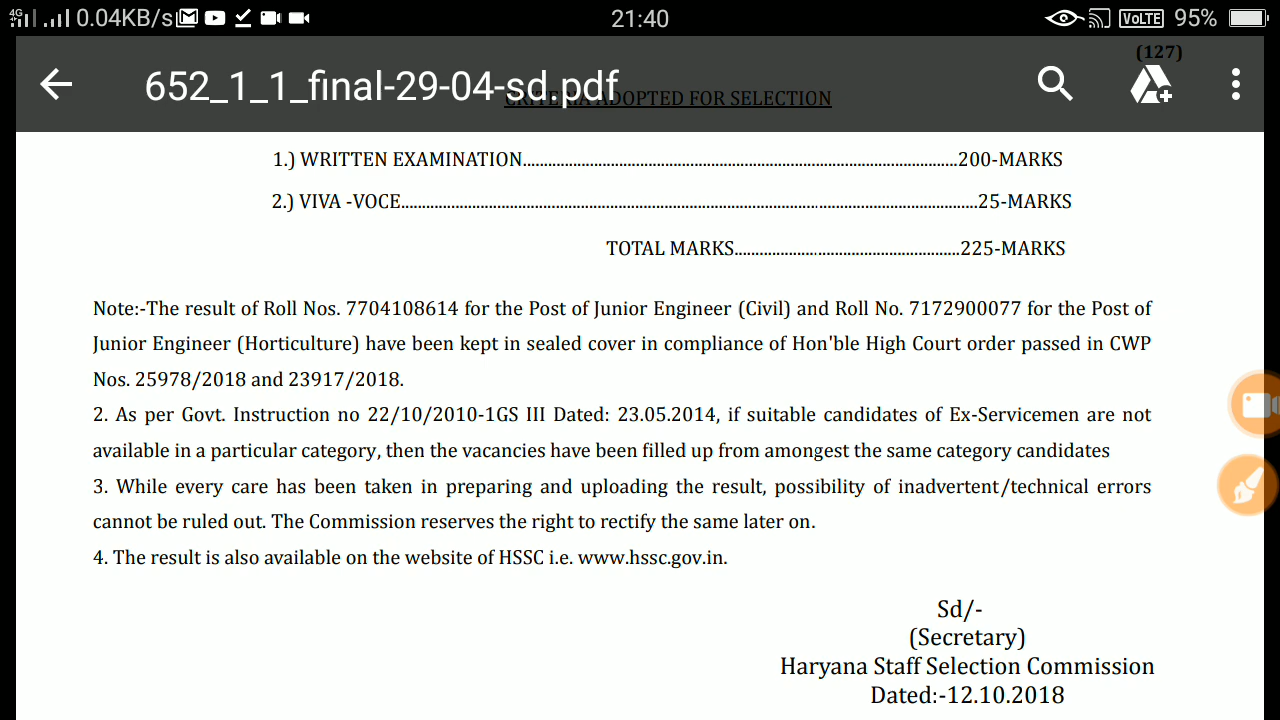 4G 0.04KB/s 21:40 VoLTE 95%
(127)
652_1_1_final-29-04-sd.pdf
CRITERIA ADOPTED FOR SELECTION
1.) WRITTEN EXAMINATION.......................................................................................................200-MARKS
2.) VIVA -VOCE.........................................................................................................................................25-MARKS
TOTAL MARKS.....................................................225-MARKS
Note:-The result of Roll Nos. 7704108614 for the Post of Junior Engineer (Civil) and Roll No. 7172900077 for the Post of
Junior Engineer (Horticulture) have been kept in sealed cover in compliance of Hon'ble High Court order passed in CWP
Nos. 25978/2018 and 23917/2018.
2. As per Govt. Instruction no 22/10/2010-1GS III Dated: 23.05.2014, if suitable candidates of Ex-Servicemen are not
available in a particular category, then the vacancies have been filled up from amongest the same category candidates
3. While every care has been taken in preparing and uploading the result, possibility of inadvertent/technical errors
cannot be ruled out. The Commission reserves the right to rectify the same later on.
4. The result is also available on the website of HSSC i.e. www.hssc.gov.in.
Sd/-
(Secretary)
Haryana Staff Selection Commission
Dated:-12.10.2018